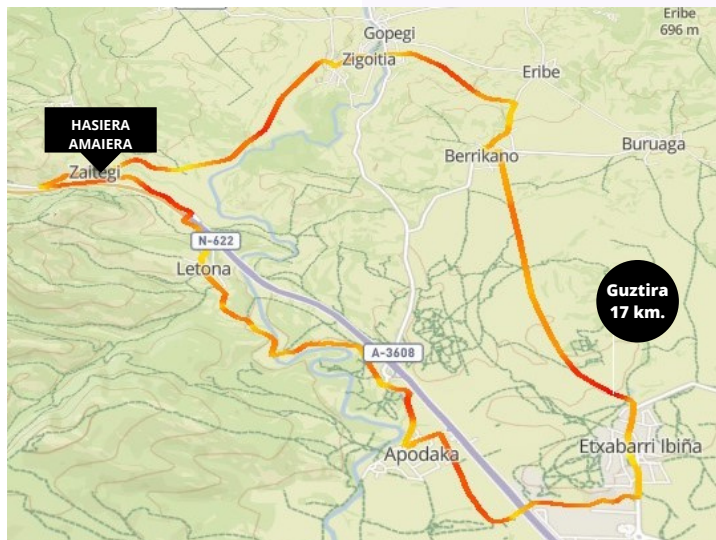 Eribe
696 m
Gopegi
Zigoitia
Eribe
HASIERA
AMAIERA
Berrikano
Buruaga
Zaitegi
N-622
Letona
Guztira
17 km.
A-3608
Etxabarri Ibiña
Apodaka